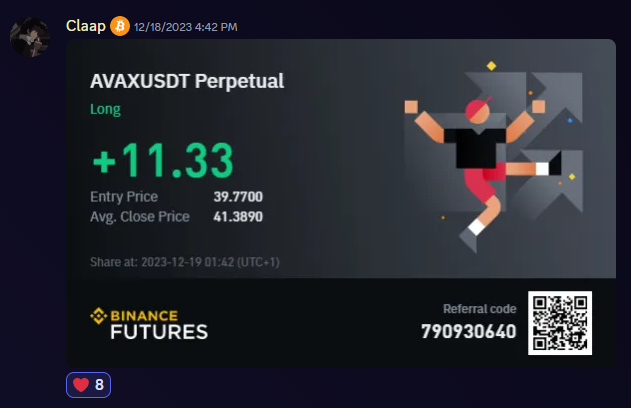 Claap 12/18/2023 4:42 PM
AVAXUSDT Perpetual
Long
+11.33
Entry Price 39.7700
Avg. Close Price 41.3890
Share at: 2023-12-19 01:42 (UTC+1)
BINANCE
FUTURES
Referral code
790930640
8